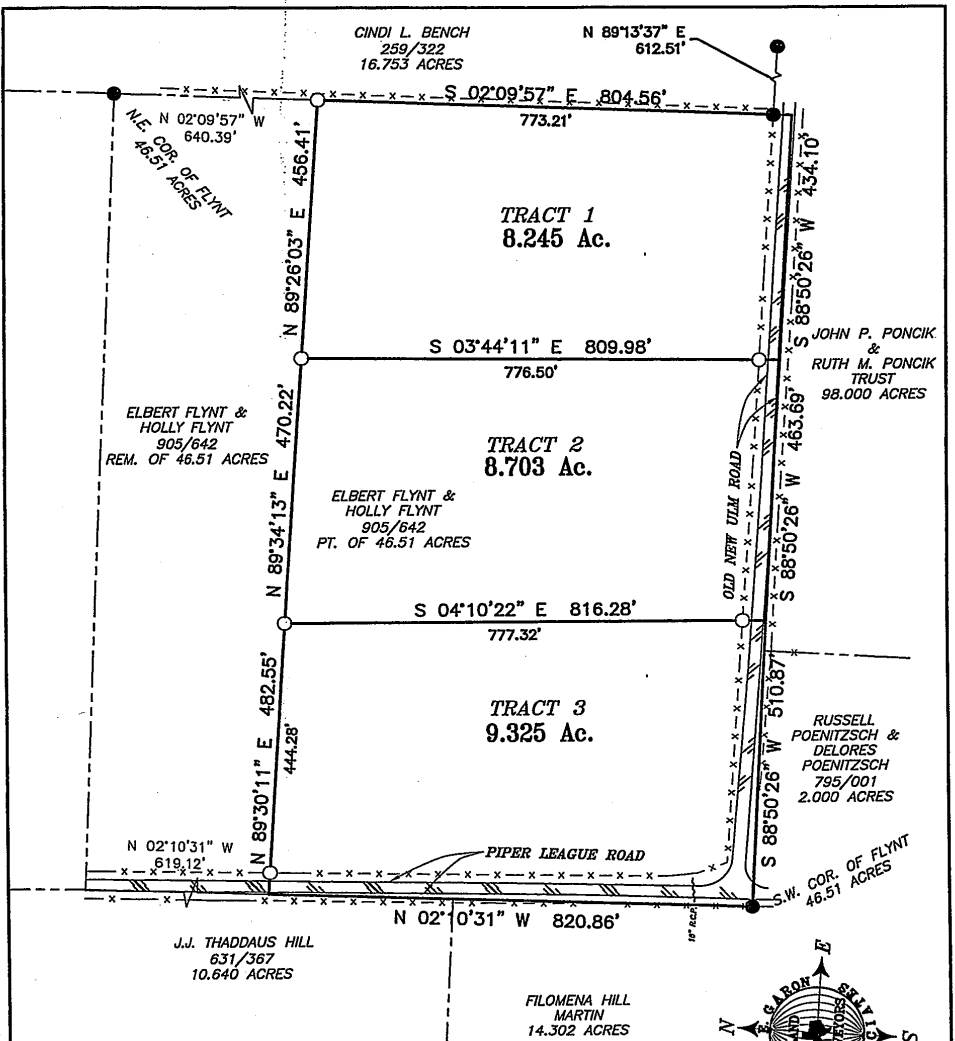 CINDI L. BENCH
259/322
16.753 ACRES
N 89°13'37" E
612.51'
S 02°09'57" E 804.56'
773.21'
N 02°09'57" W
640.39'
N.E. COR. OF FLYNT
46.51 ACRES
N 89°26'03" E 456.41'
TRACT 1
8.245 Ac.
S 88°50'26" W 434.10'
S 03°44'11" E 809.98'
776.50'
JOHN P. PONCIK
&
RUTH M. PONCIK
TRUST
98.000 ACRES
ELBERT FLYNT &
HOLLY FLYNT
905/642
REM. OF 46.51 ACRES
N 89°34'13" E 470.22'
TRACT 2
8.703 Ac.
ELBERT FLYNT &
HOLLY FLYNT
905/642
PT. OF 46.51 ACRES
OLD NEW ULM ROAD
S 88°50'26" W 463.69'
S 04°10'22" E 816.28'
777.32'
N 89°30'11" E 482.55'
444.28'
TRACT 3
9.325 Ac.
S 88°50'26" W 510.87'
RUSSELL
POENITZSCH &
DELORES
POENITZSCH
795/001
2.000 ACRES
N 02°10'31" W
619.12'
PIPER LEAGUE ROAD
S.W. COR. OF FLYNT
46.51 ACRES
N 02°10'31" W 820.86'
18" R.C.P.
J.J. THADDAUS HILL
631/367
10.640 ACRES
FILOMENA HILL
MARTIN
14.302 ACRES
E
N
S
E. GARON